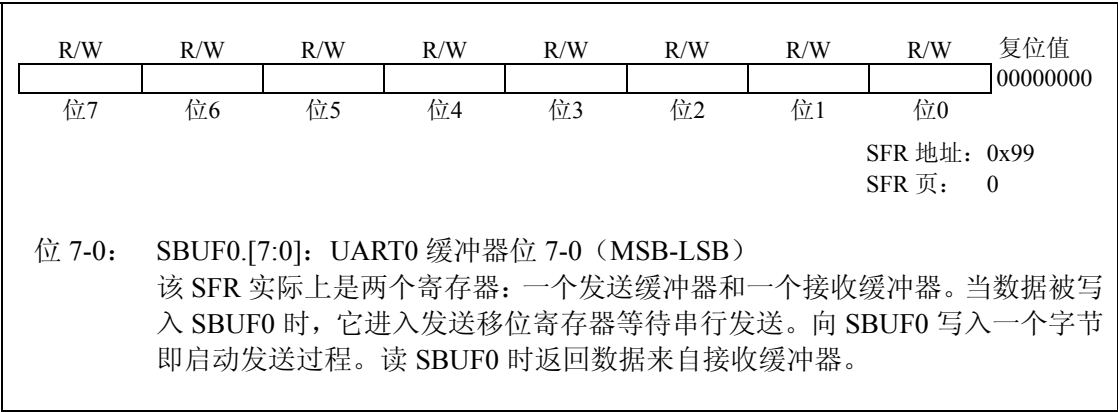 R/W R/W R/W R/W R/W R/W R/W R/W 复位值
00000000
位7 位6 位5 位4 位3 位2 位1 位0
SFR 地址： 0x99
SFR 页： 0
位 7-0： SBUF0.[7:0]：UART0 缓冲器位 7-0（MSB-LSB）
该 SFR 实际上是两个寄存器：一个发送缓冲器和一个接收缓冲器。当数据被写
入 SBUF0 时，它进入发送移位寄存器等待串行发送。向 SBUF0 写入一个字节
即启动发送过程。读 SBUF0 时返回数据来自接收缓冲器。